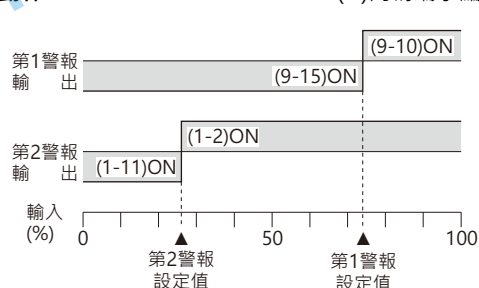 (9-10)ON
第1警報
輸 出
(9-15)ON
(1-2)ON
第2警報
輸 出
(1-11)ON
輸入
(%)
0 50 100
第2警報
設定值
第1警報
設定值